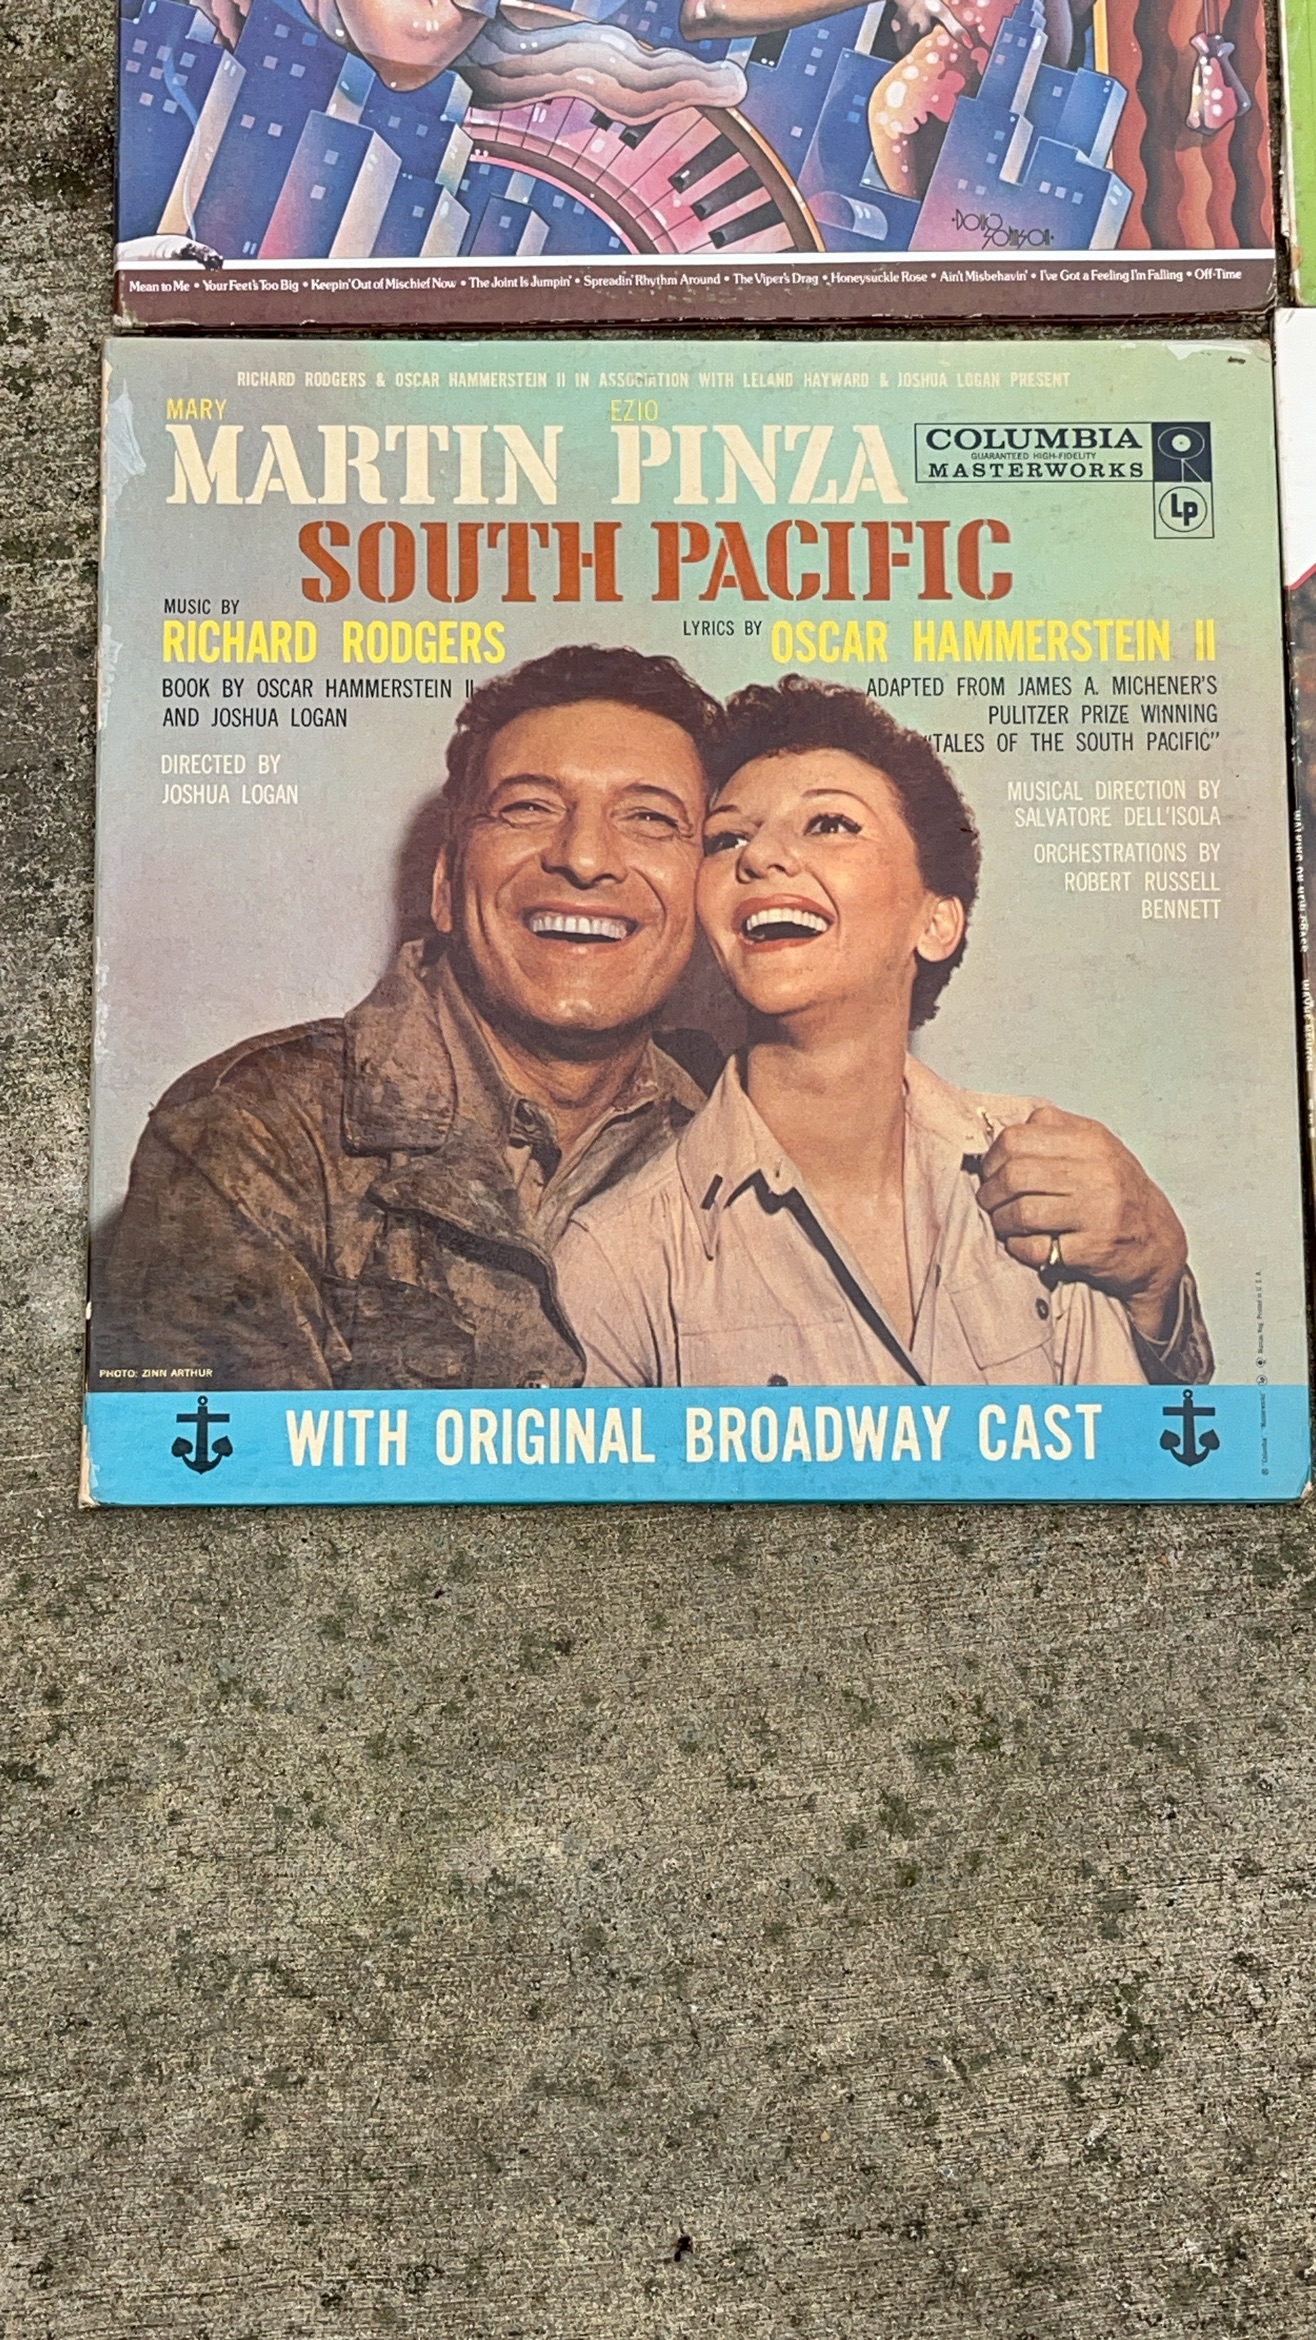 DOUG
JOHNSON
Mean to Me • Your Feet's Too Big • Keepin' Out of Mischief Now • The Joint Is Jumpin' • Spreadin' Rhythm Around • The Viper's Drag • Honeysuckle Rose • Ain't Misbehavin' • I've Got a Feeling I'm Falling • Off-Time
RICHARD RODGERS & OSCAR HAMMERSTEIN II IN ASSOCIATION WITH LELAND HAYWARD & JOSHUA LOGAN PRESENT
MARY EZIO
MARTIN PINZA
COLUMBIA
GUARANTEED HIGH-FIDELITY
MASTERWORKS
Lp
SOUTH PACIFIC
MUSIC BY
RICHARD RODGERS
BOOK BY OSCAR HAMMERSTEIN II
AND JOSHUA LOGAN
DIRECTED BY
JOSHUA LOGAN
LYRICS BY OSCAR HAMMERSTEIN II
ADAPTED FROM JAMES A. MICHENER'S
PULITZER PRIZE WINNING
"TALES OF THE SOUTH PACIFIC"
MUSICAL DIRECTION BY
SALVATORE DELL'ISOLA
ORCHESTRATIONS BY
ROBERT RUSSELL
BENNETT
PHOTO: ZINN ARTHUR
WITH ORIGINAL BROADWAY CAST